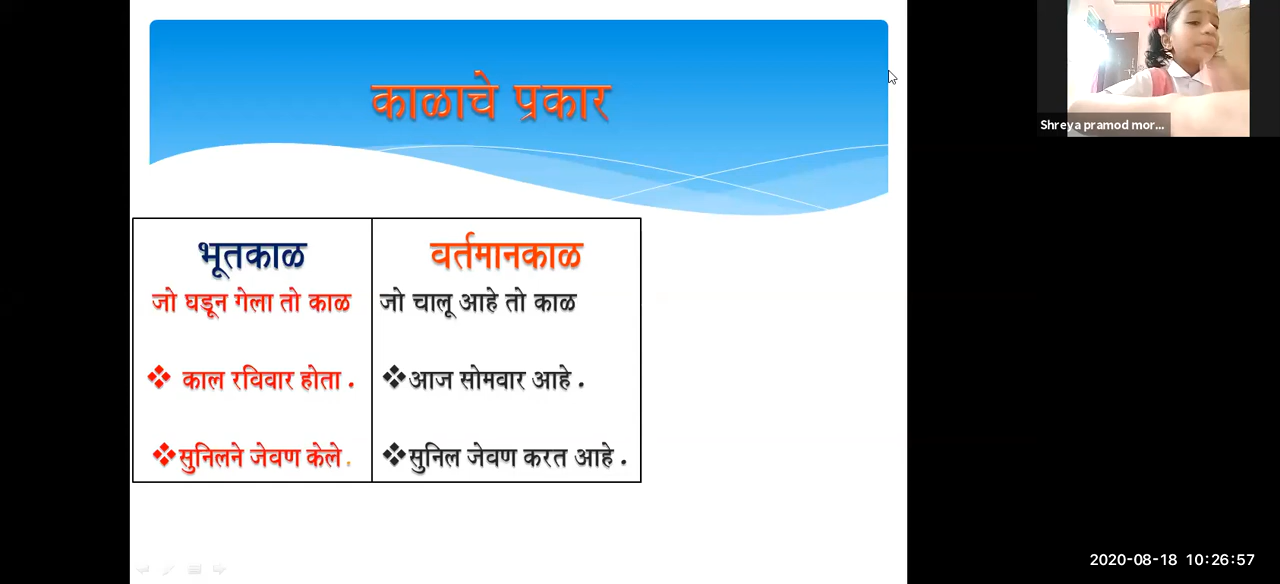 काळाचे प्रकार
भूतकाळ
जो घडून गेला तो काळ
काल रविवार होता .
सुनिलने जेवण केले .
वर्तमानकाळ
जो चालू आहे तो काळ
आज सोमवार आहे .
सुनिल जेवण करत आहे .
Shreya pramod mor...
2020-08-18 10:26:57